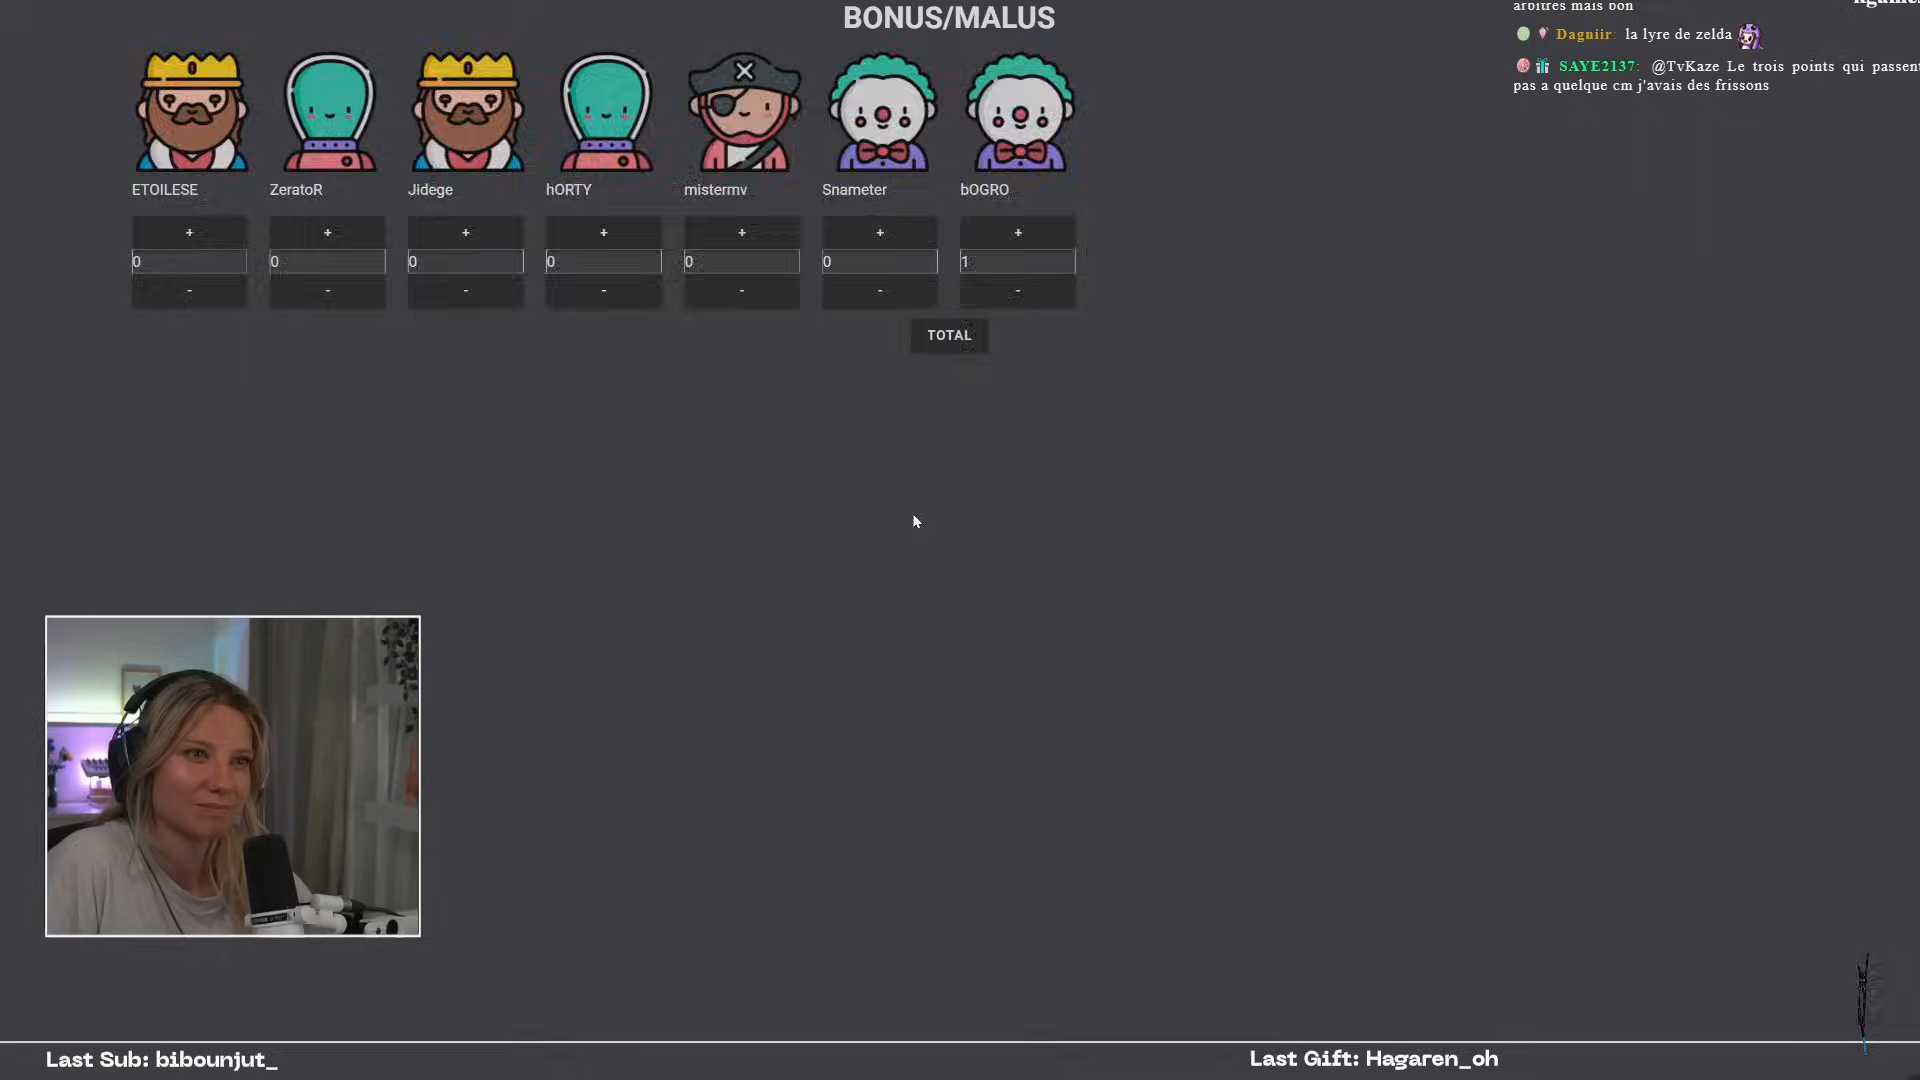 BONUS/MALUS
ETOILESE
ZeratoR
Jidege
hORTY
mistermv
Snameter
bOGRO
+
+
+
+
+
+
+
0
0
0
0
0
0
1
-
-
-
-
-
-
-
TOTAL
arbitres mais bon
Dagniir: la lyre de zelda
SAYE2137: @TvKaze Le trois points qui passent
pas a quelque cm j'avais des frissons
Last Sub: bibounjut_
Last Gift: Hagaren_oh